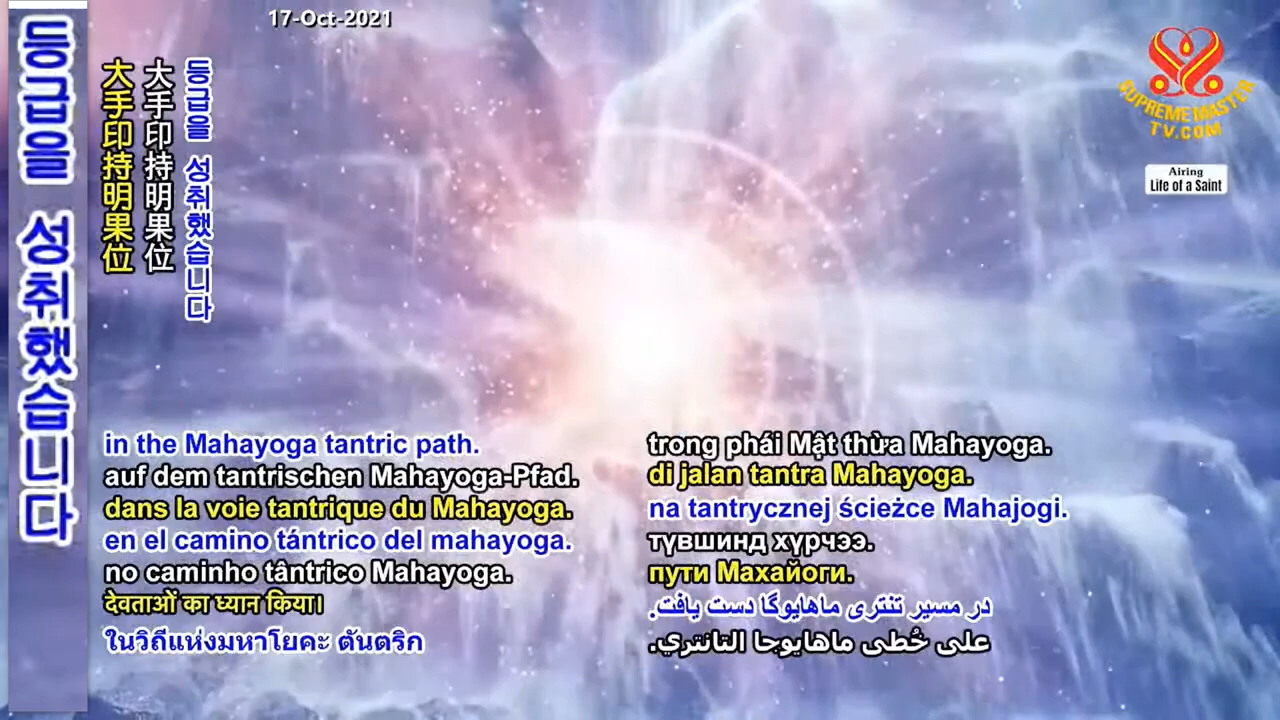 17-Oct-2021
등급을 성취했습니다
大手印持明果位
大手印持明果位
등급을 성취했습니다
SUPREME MASTER
TV.COM
Airing
Life of a Saint
in the Mahayoga tantric path.
auf dem tantrischen Mahayoga-Pfad.
dans la voie tantrique du Mahayoga.
en el camino tántrico del mahayoga.
no caminho tântrico Mahayoga.
देवताओं का ध्यान किया।
ในวิถีแห่งมหาโยคะ ตันตริก
trong phái Mật thừa Mahayoga.
di jalan tantra Mahayoga.
na tantrycznej ścieżce Mahajogi.
түвшинд хүрчээ.
пути Махайоги.
در مسیر تنتری ماهایوگا دست یافت.
على خُطى ماهايوجا التانتري.